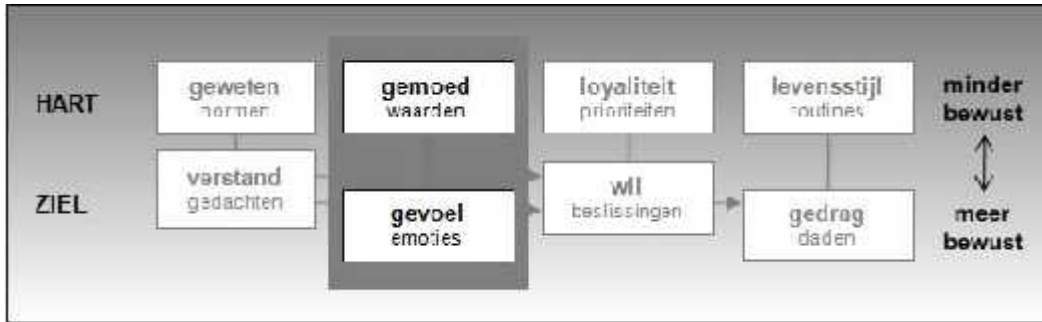 HART
geweten
normen
gemoed
waarden
loyaliteit
prioriteiten
levensstijl
routines
minder
bewust
ZIEL
verstand
gedachten
gevoel
emoties
wil
beslissingen
gedrag
daden
meer
bewust